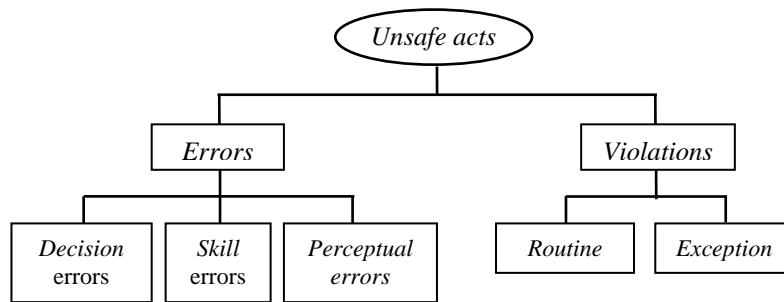 Unsafe acts
Errors
Violations
Decision
errors
Skill
errors
Perceptual
errors
Routine
Exception